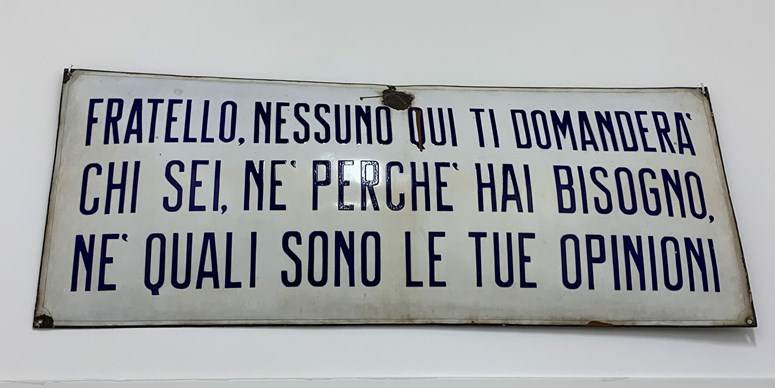 FRATELLO, NESSUNO QUI TI DOMANDERA'
CHI SEI, NE' PERCHE' HAI BISOGNO,
NE' QUALI SONO LE TUE OPINIONI